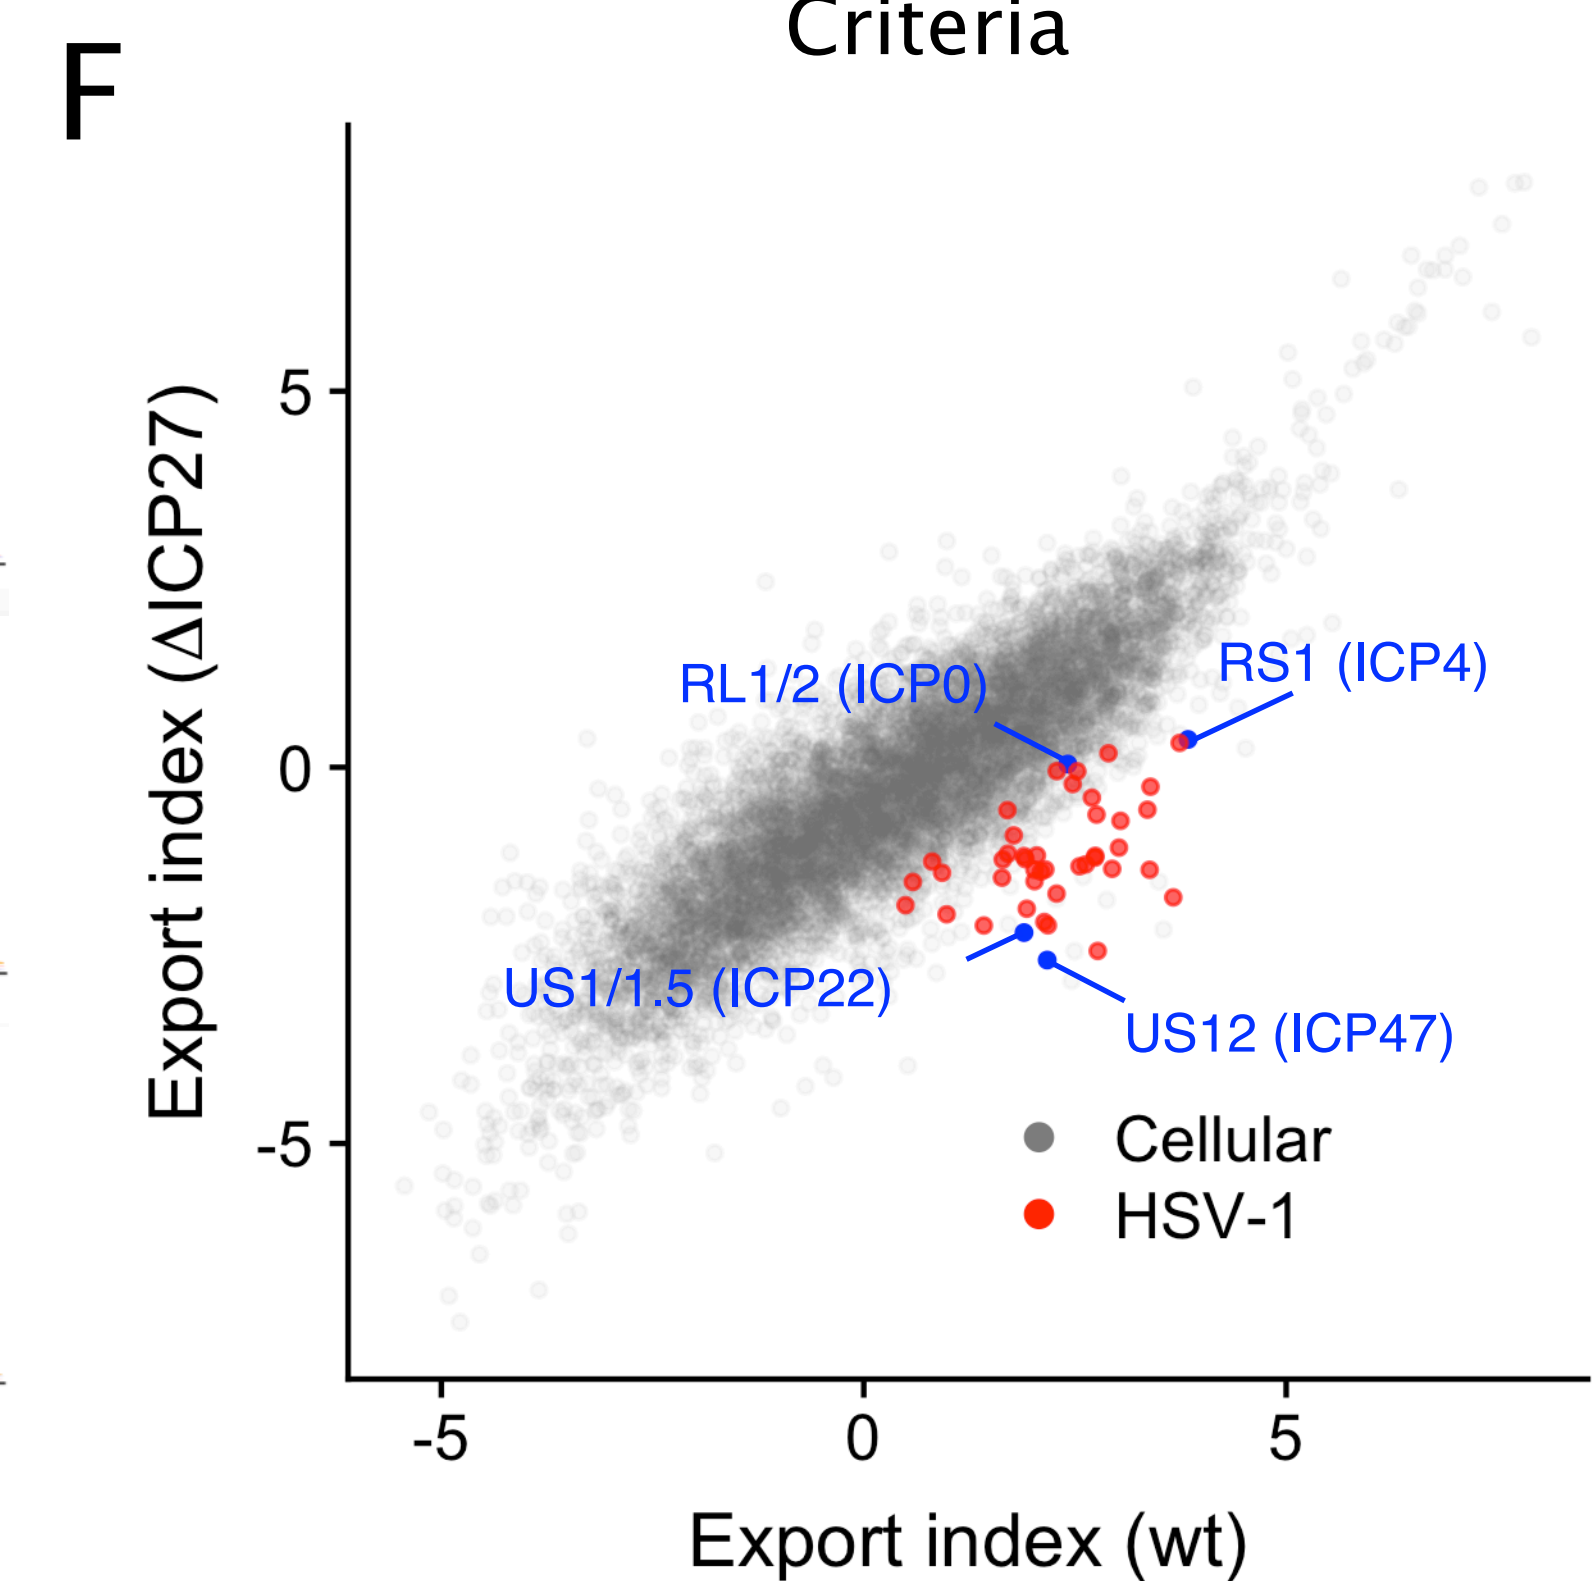 Criteria
F
5
0
-5
Export index (ΔICP27)
RL1/2 (ICP0)
RS1 (ICP4)
US1/1.5 (ICP22)
US12 (ICP47)
Cellular
HSV-1
-5
0
5
Export index (wt)